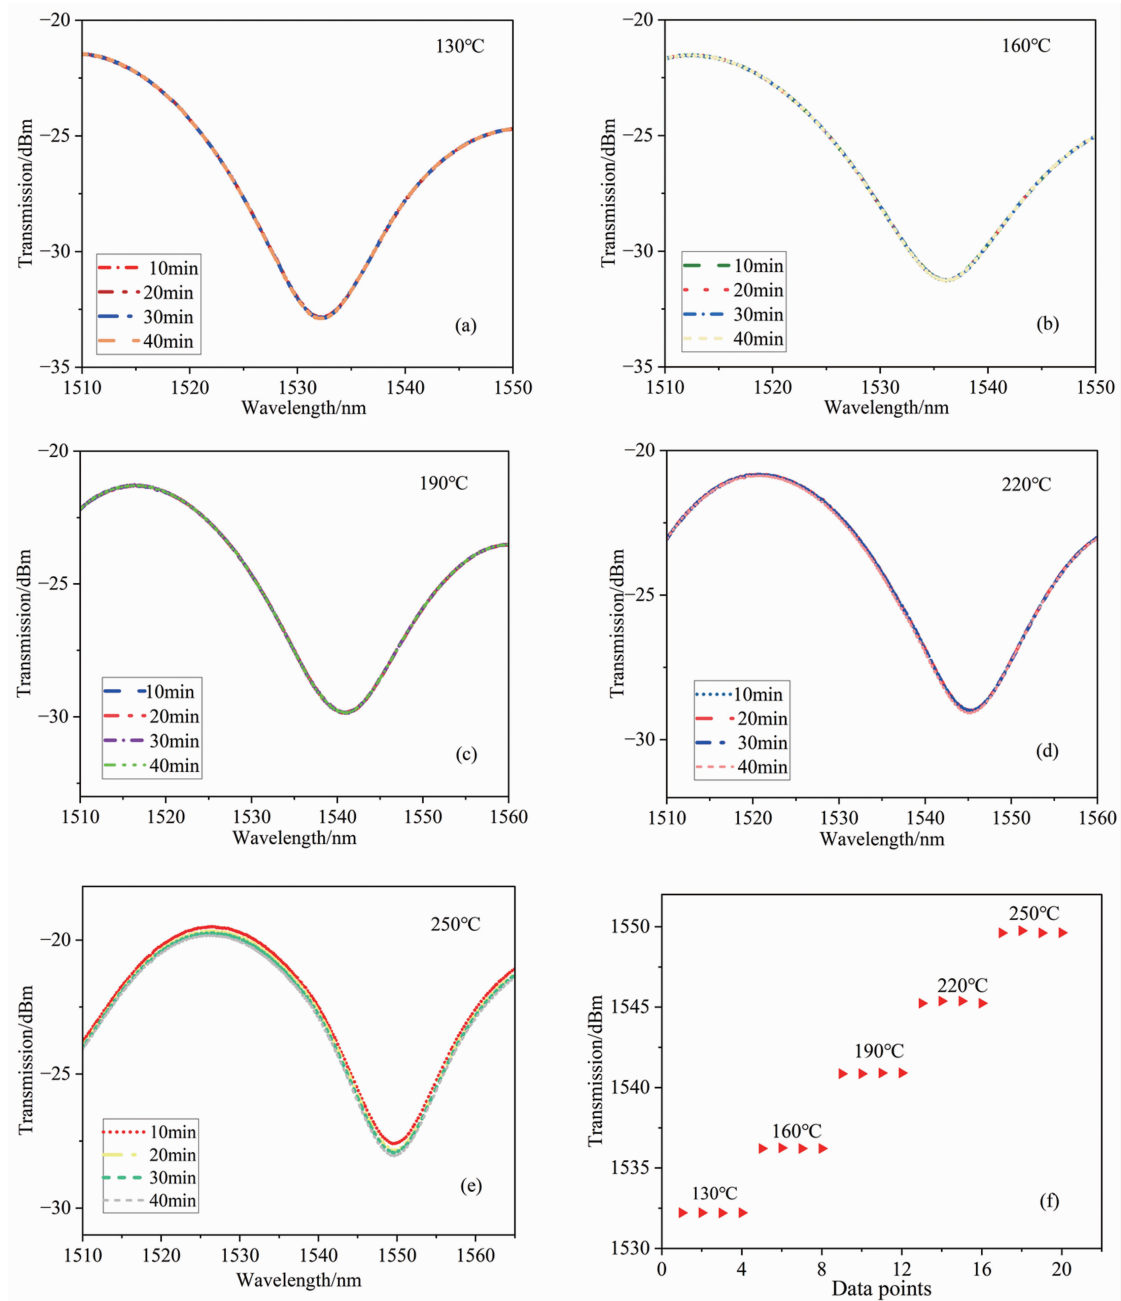 −20
130℃
−25
Transmission/dBm
−30
10min
20min
30min
40min
(a)
−35
1510 1520 1530 1540 1550
Wavelength/nm
−20
160℃
−25
Transmission/dBm
−30
10min
20min
30min
40min
(b)
−35
1510 1520 1530 1540 1550
Wavelength/nm
−20
190℃
−25
Transmission/dBm
−30
10min
20min
30min
40min
(c)
1510 1520 1530 1540 1550 1560
Wavelength/nm
−20
220℃
−25
Transmission/dBm
−30
10min
20min
30min
40min
(d)
1510 1520 1530 1540 1550 1560
Wavelength/nm
250℃
−20
−25
Transmission/dBm
−30
10min
20min
30min
40min
(e)
1510 1520 1530 1540 1550 1560
Wavelength/nm
1550
1545
1540
1535
1530
Transmission/dBm
250℃
220℃
190℃
160℃
130℃
(f)
0 4 8 12 16 20
Data points